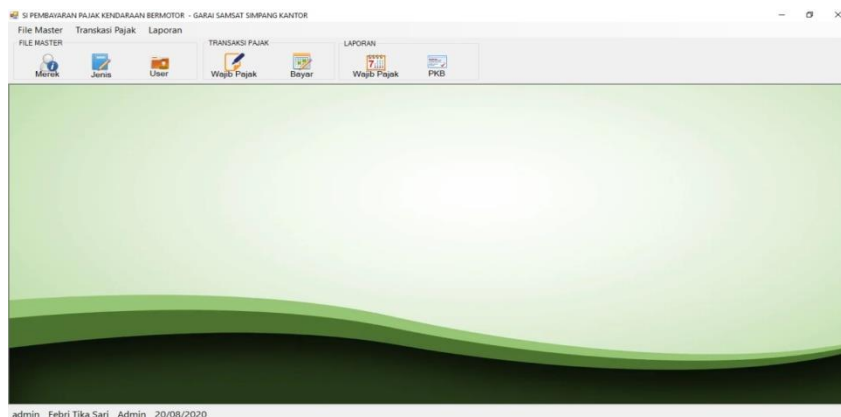 SI PEMBAYARAN PAJAK KENDARAAN BERMOTOR - GARAI SAMSAT SIMPANG KANTOR
File Master Transkasi Pajak Laporan
FILE MASTER TRANSAKSI PAJAK LAPORAN
Merek Jenis User Wajib Pajak Bayar Wajib Pajak PKB
admin Febri Tika Sari Admin 20/08/2020